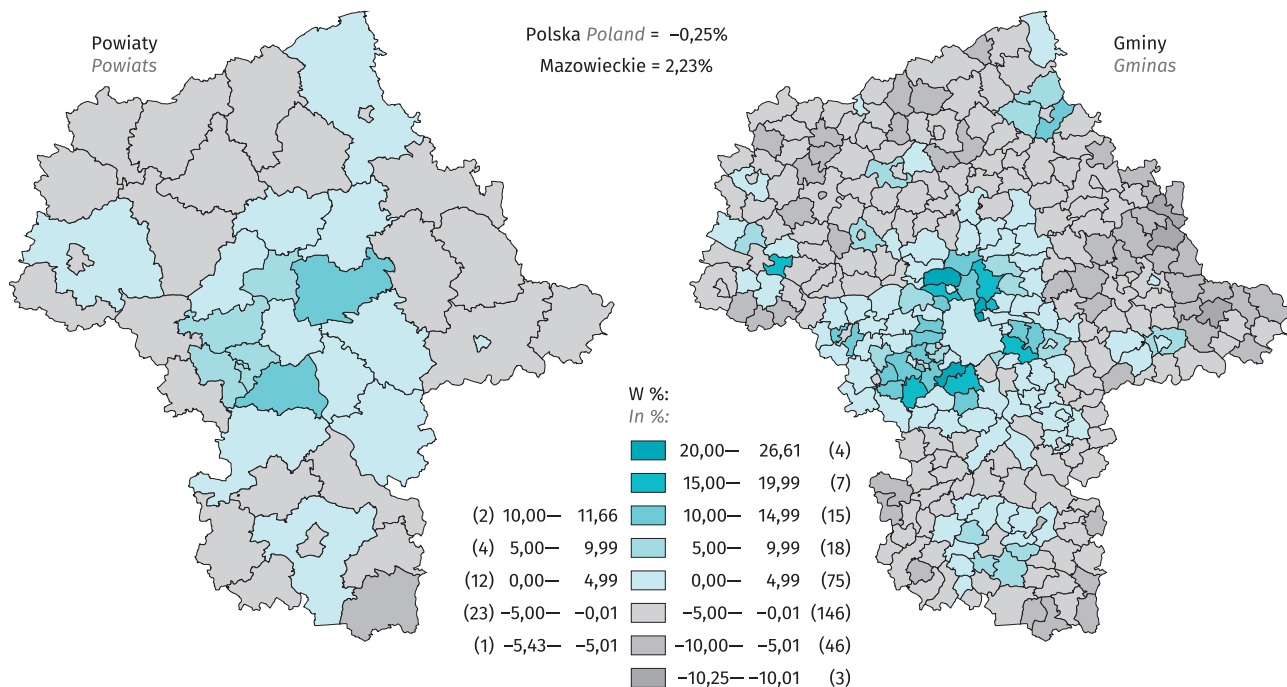 Powiaty
Powiats
Polska Poland = −0,25%
Mazowieckie = 2,23%
Gminy
Gminas
W %:
In %:
20,00− 26,61 (4)
15,00− 19,99 (7)
(2) 10,00− 11,66 10,00− 14,99 (15)
(4) 5,00− 9,99 5,00− 9,99 (18)
(12) 0,00− 4,99 0,00− 4,99 (75)
(23) −5,00− −0,01 −5,00− −0,01 (146)
(1) −5,43− −5,01 −10,00− −5,01 (46)
−10,25− −10,01 (3)